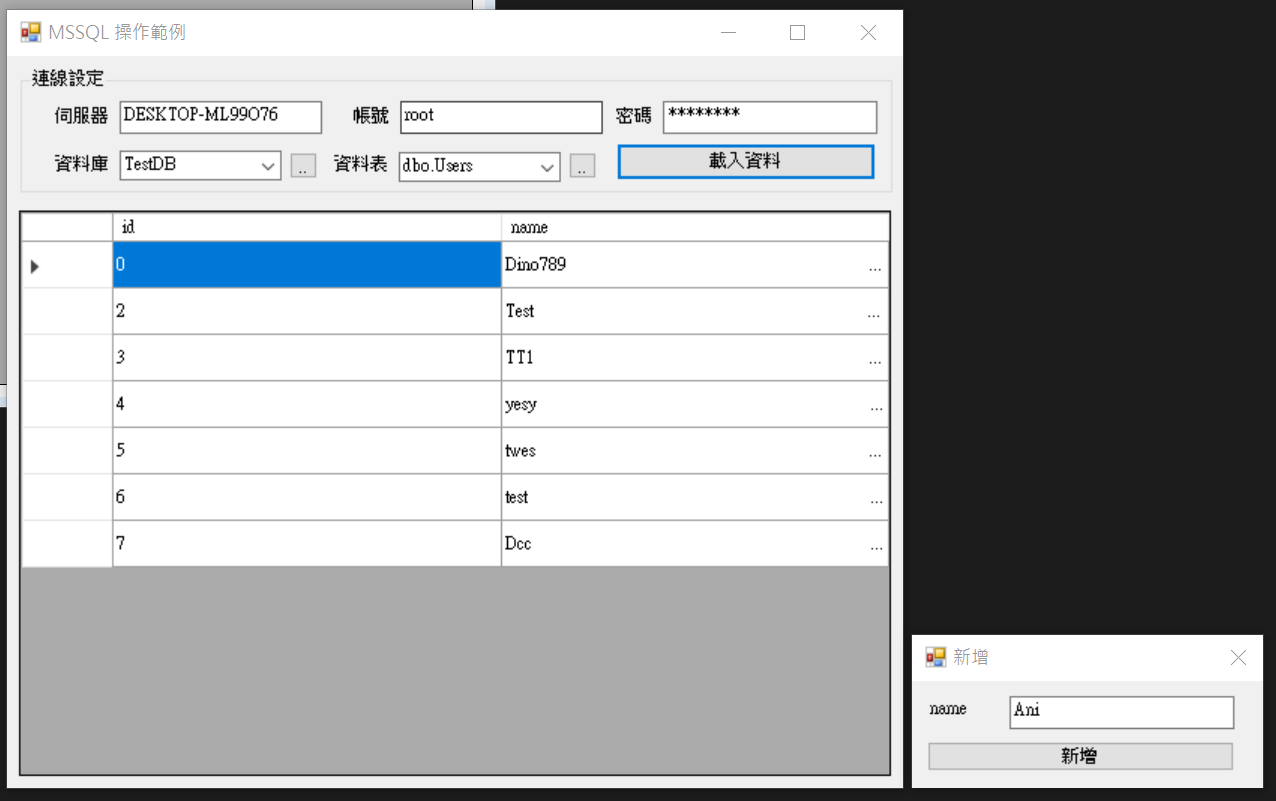 MSSQL 操作範例
連線設定
伺服器 DESKTOP-ML99O76 帳號 root 密碼 ********
資料庫 TestDB .. 資料表 dbo.Users .. 載入資料
id name
0 Dino789 ...
2 Test ...
3 TT1 ...
4 yesy ...
5 twes ...
6 test ...
7 Dcc ...
新增
name Ani
新增